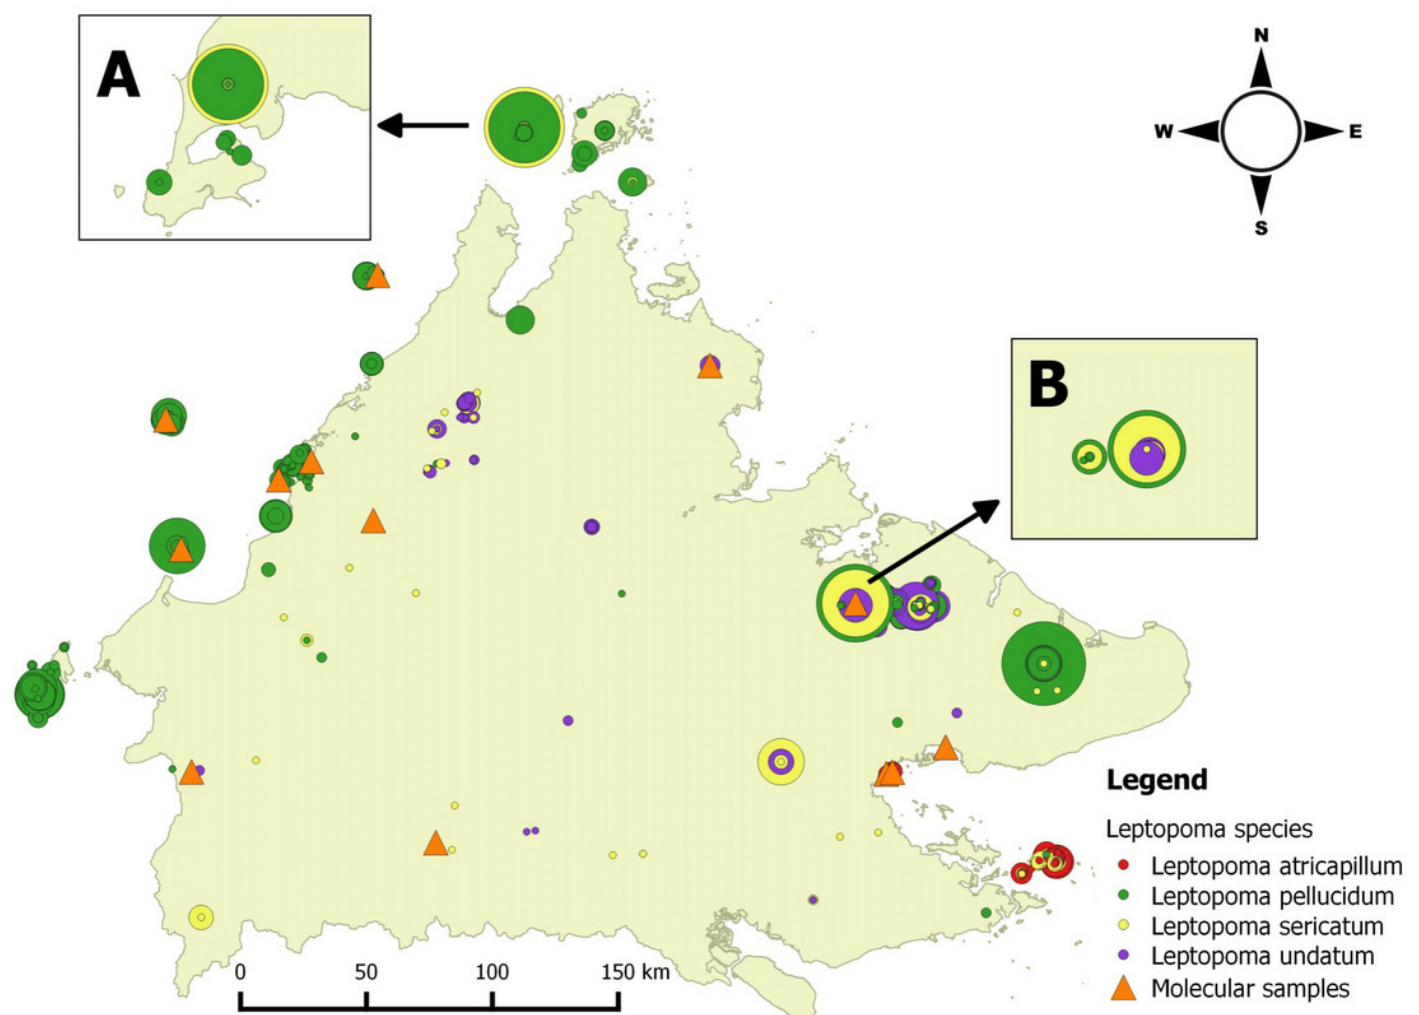 A
N
W
E
S
B
Legend
Leptopoma species
Leptopoma atricapillum
Leptopoma pellucidum
Leptopoma sericatum
Leptopoma undatum
Molecular samples
0 50 100 150 km